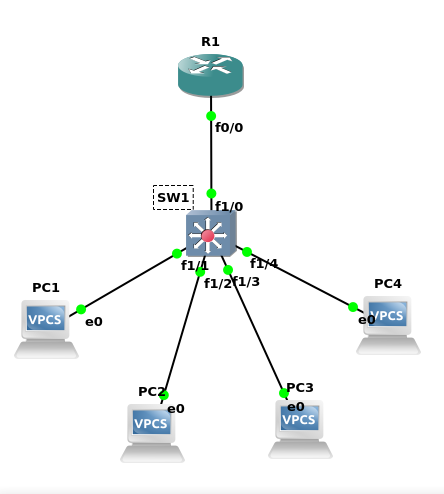 R1
f0/0
SW1
f1/0
f1/1
f1/4
f1/2
f1/3
PC1
VPCS
e0
PC4
VPCS
e0
PC2
e0
VPCS
PC3
e0
VPCS